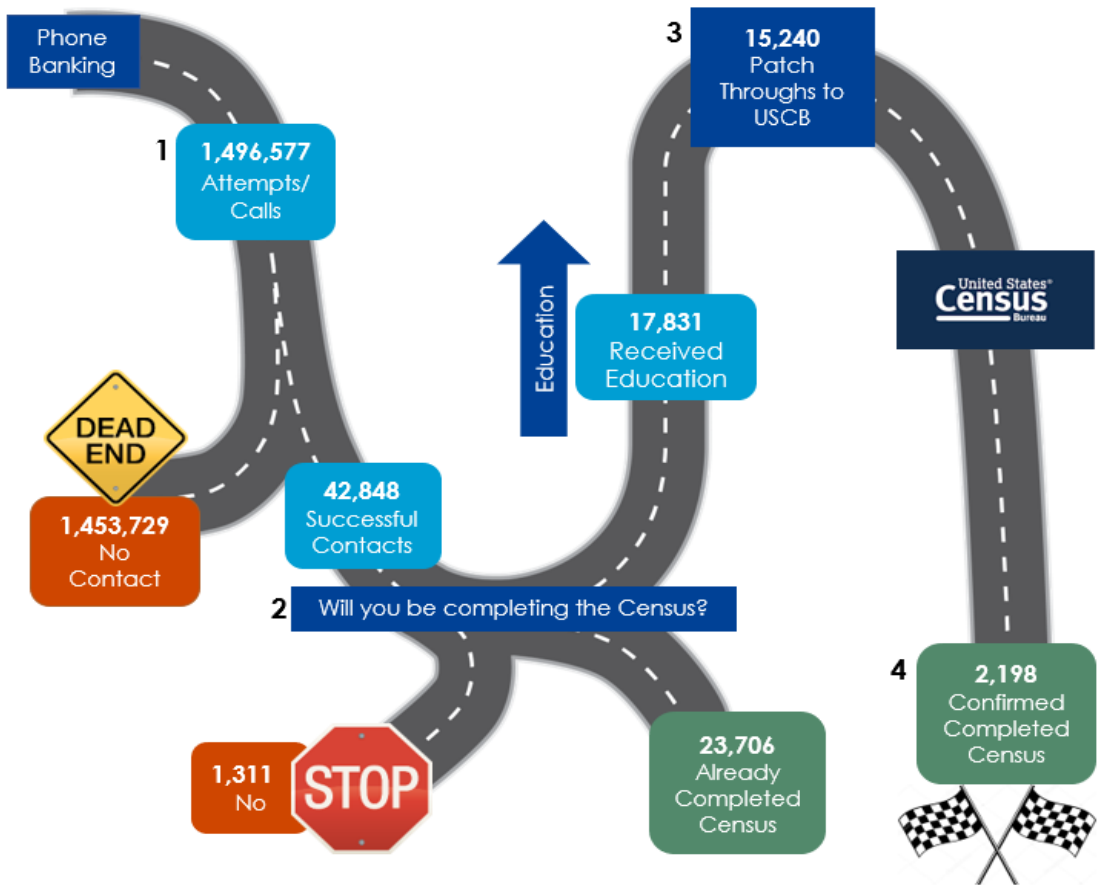 Phone
Banking
1
1,496,577
Attempts/
Calls
DEAD
END
1,453,729
No
Contact
42,848
Successful
Contacts
2
Will you be completing the Census?
1,311
No
STOP
23,706
Already
Completed
Census
Education
17,831
Received
Education
3
15,240
Patch
Throughs to
USCB
United States®
Census
Bureau
4
2,198
Confirmed
Completed
Census